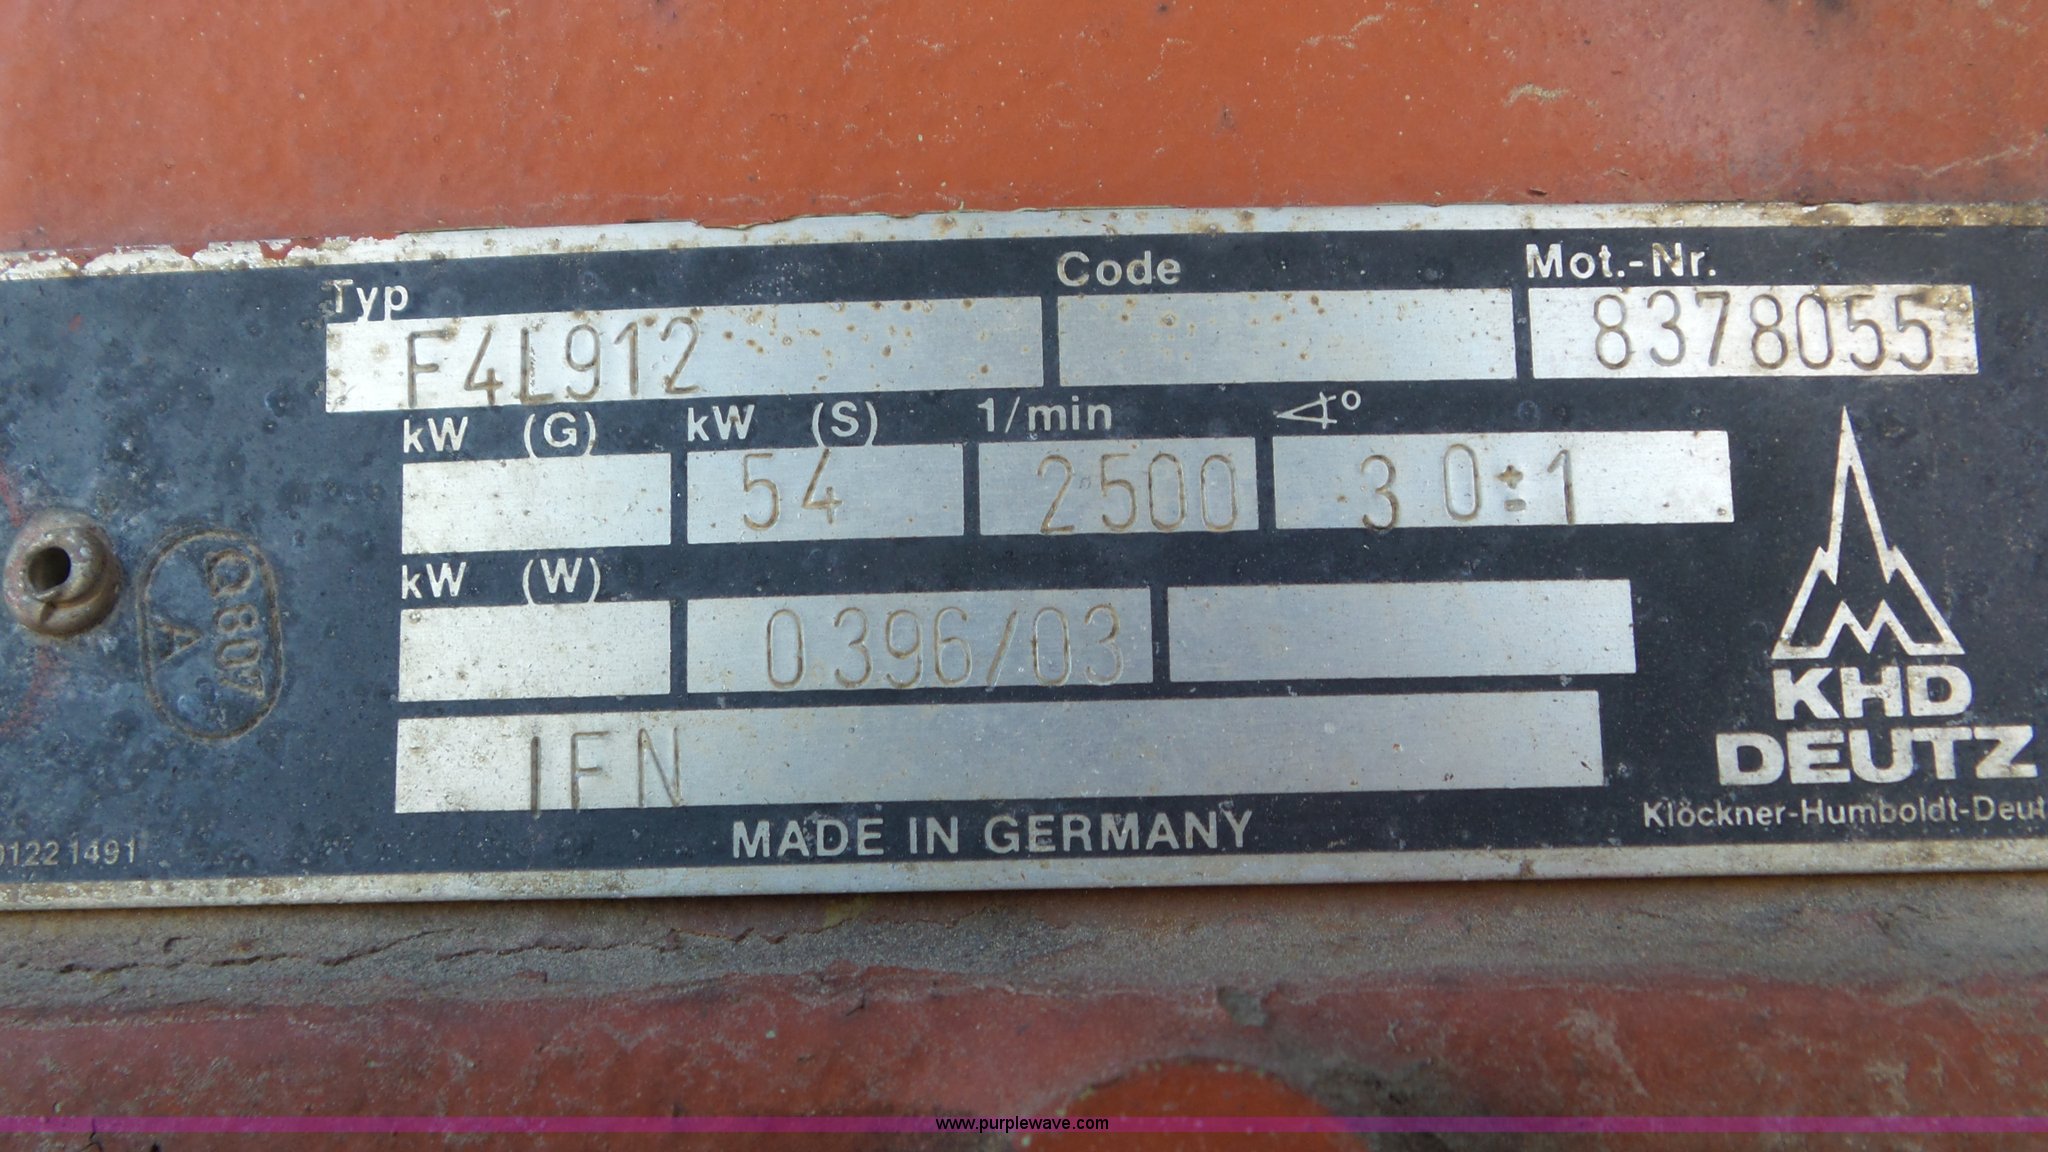 Typ Code Mot.-Nr.
F4L912 8378055
kW (G) kW (S) 1/min ∢°
54 2500 30±1
kW (W)
0396/03
IFN
Q80V
A
KHD
DEUTZ
Klöckner-Humboldt-Deut
MADE IN GERMANY
0122 1491
www.purplewave.com